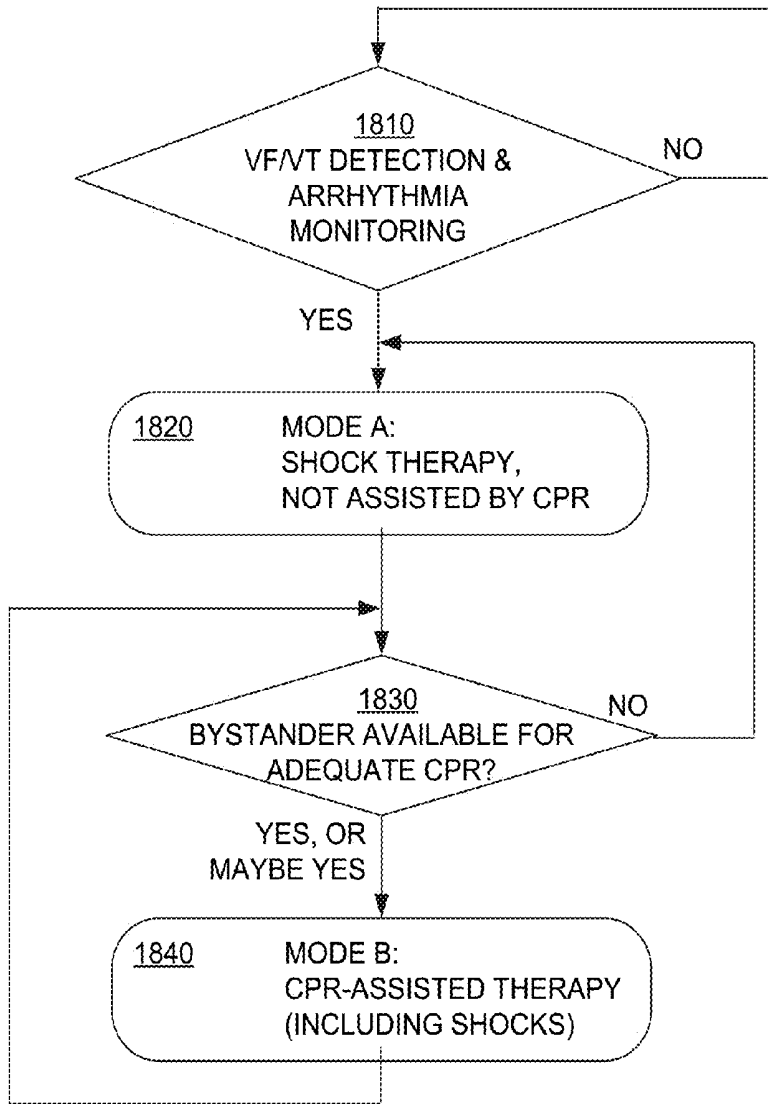 1810
VF/VT DETECTION &
ARRHYTHMIA
MONITORING
NO
YES
1820
MODE A:
SHOCK THERAPY,
NOT ASSISTED BY CPR
1830
BYSTANDER AVAILABLE FOR
ADEQUATE CPR?
NO
YES, OR
MAYBE YES
1840
MODE B:
CPR-ASSISTED THERAPY
(INCLUDING SHOCKS)